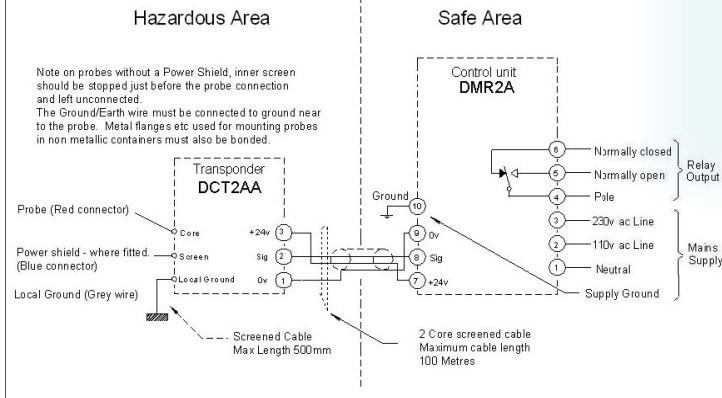 Hazardous Area
Safe Area
Note on probes without a Power Shield, inner screen
should be stopped just before the probe connection
and left unconnected.
The Ground/Earth wire must be connected to ground near
to the probe. Metal flanges etc used for mounting probes
in non metallic containers must also be bonded.
Transponder
DCT2AA
Probe (Red connector)
Core
Power shield - where fitted.
(Blue connector)
Screen
Local Ground (Grey wire)
Local Ground
+24v 3
Sig 2
0v 1
Screened Cable
Max Length 500mm
2 Core screened cable
Maximum cable length
100 Metres
Control unit
DMR2A
Ground
10
9 0v
8 Sig
7 +24v
6 Normally closed
5 Normally open
4 Pole
Relay
Output
3 230v ac Line
2 110v ac Line
1 Neutral
Mains
Supply
Supply Ground